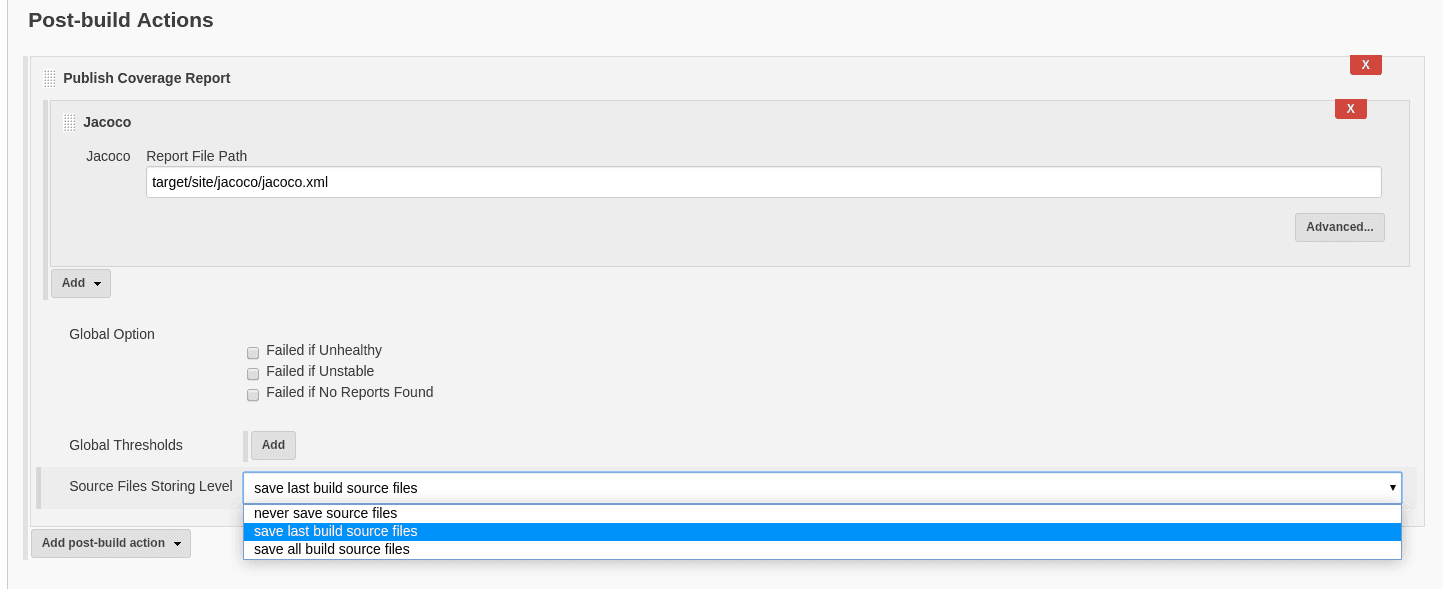 Post-build Actions
Publish Coverage Report
X
Jacoco
X
Jacoco
Report File Path
target/site/jacoco/jacoco.xml
Advanced...
Add
Global Option
Failed if Unhealthy
Failed if Unstable
Failed if No Reports Found
Global Thresholds
Add
Source Files Storing Level
save last build source files
never save source files
save last build source files
save all build source files
Add post-build action